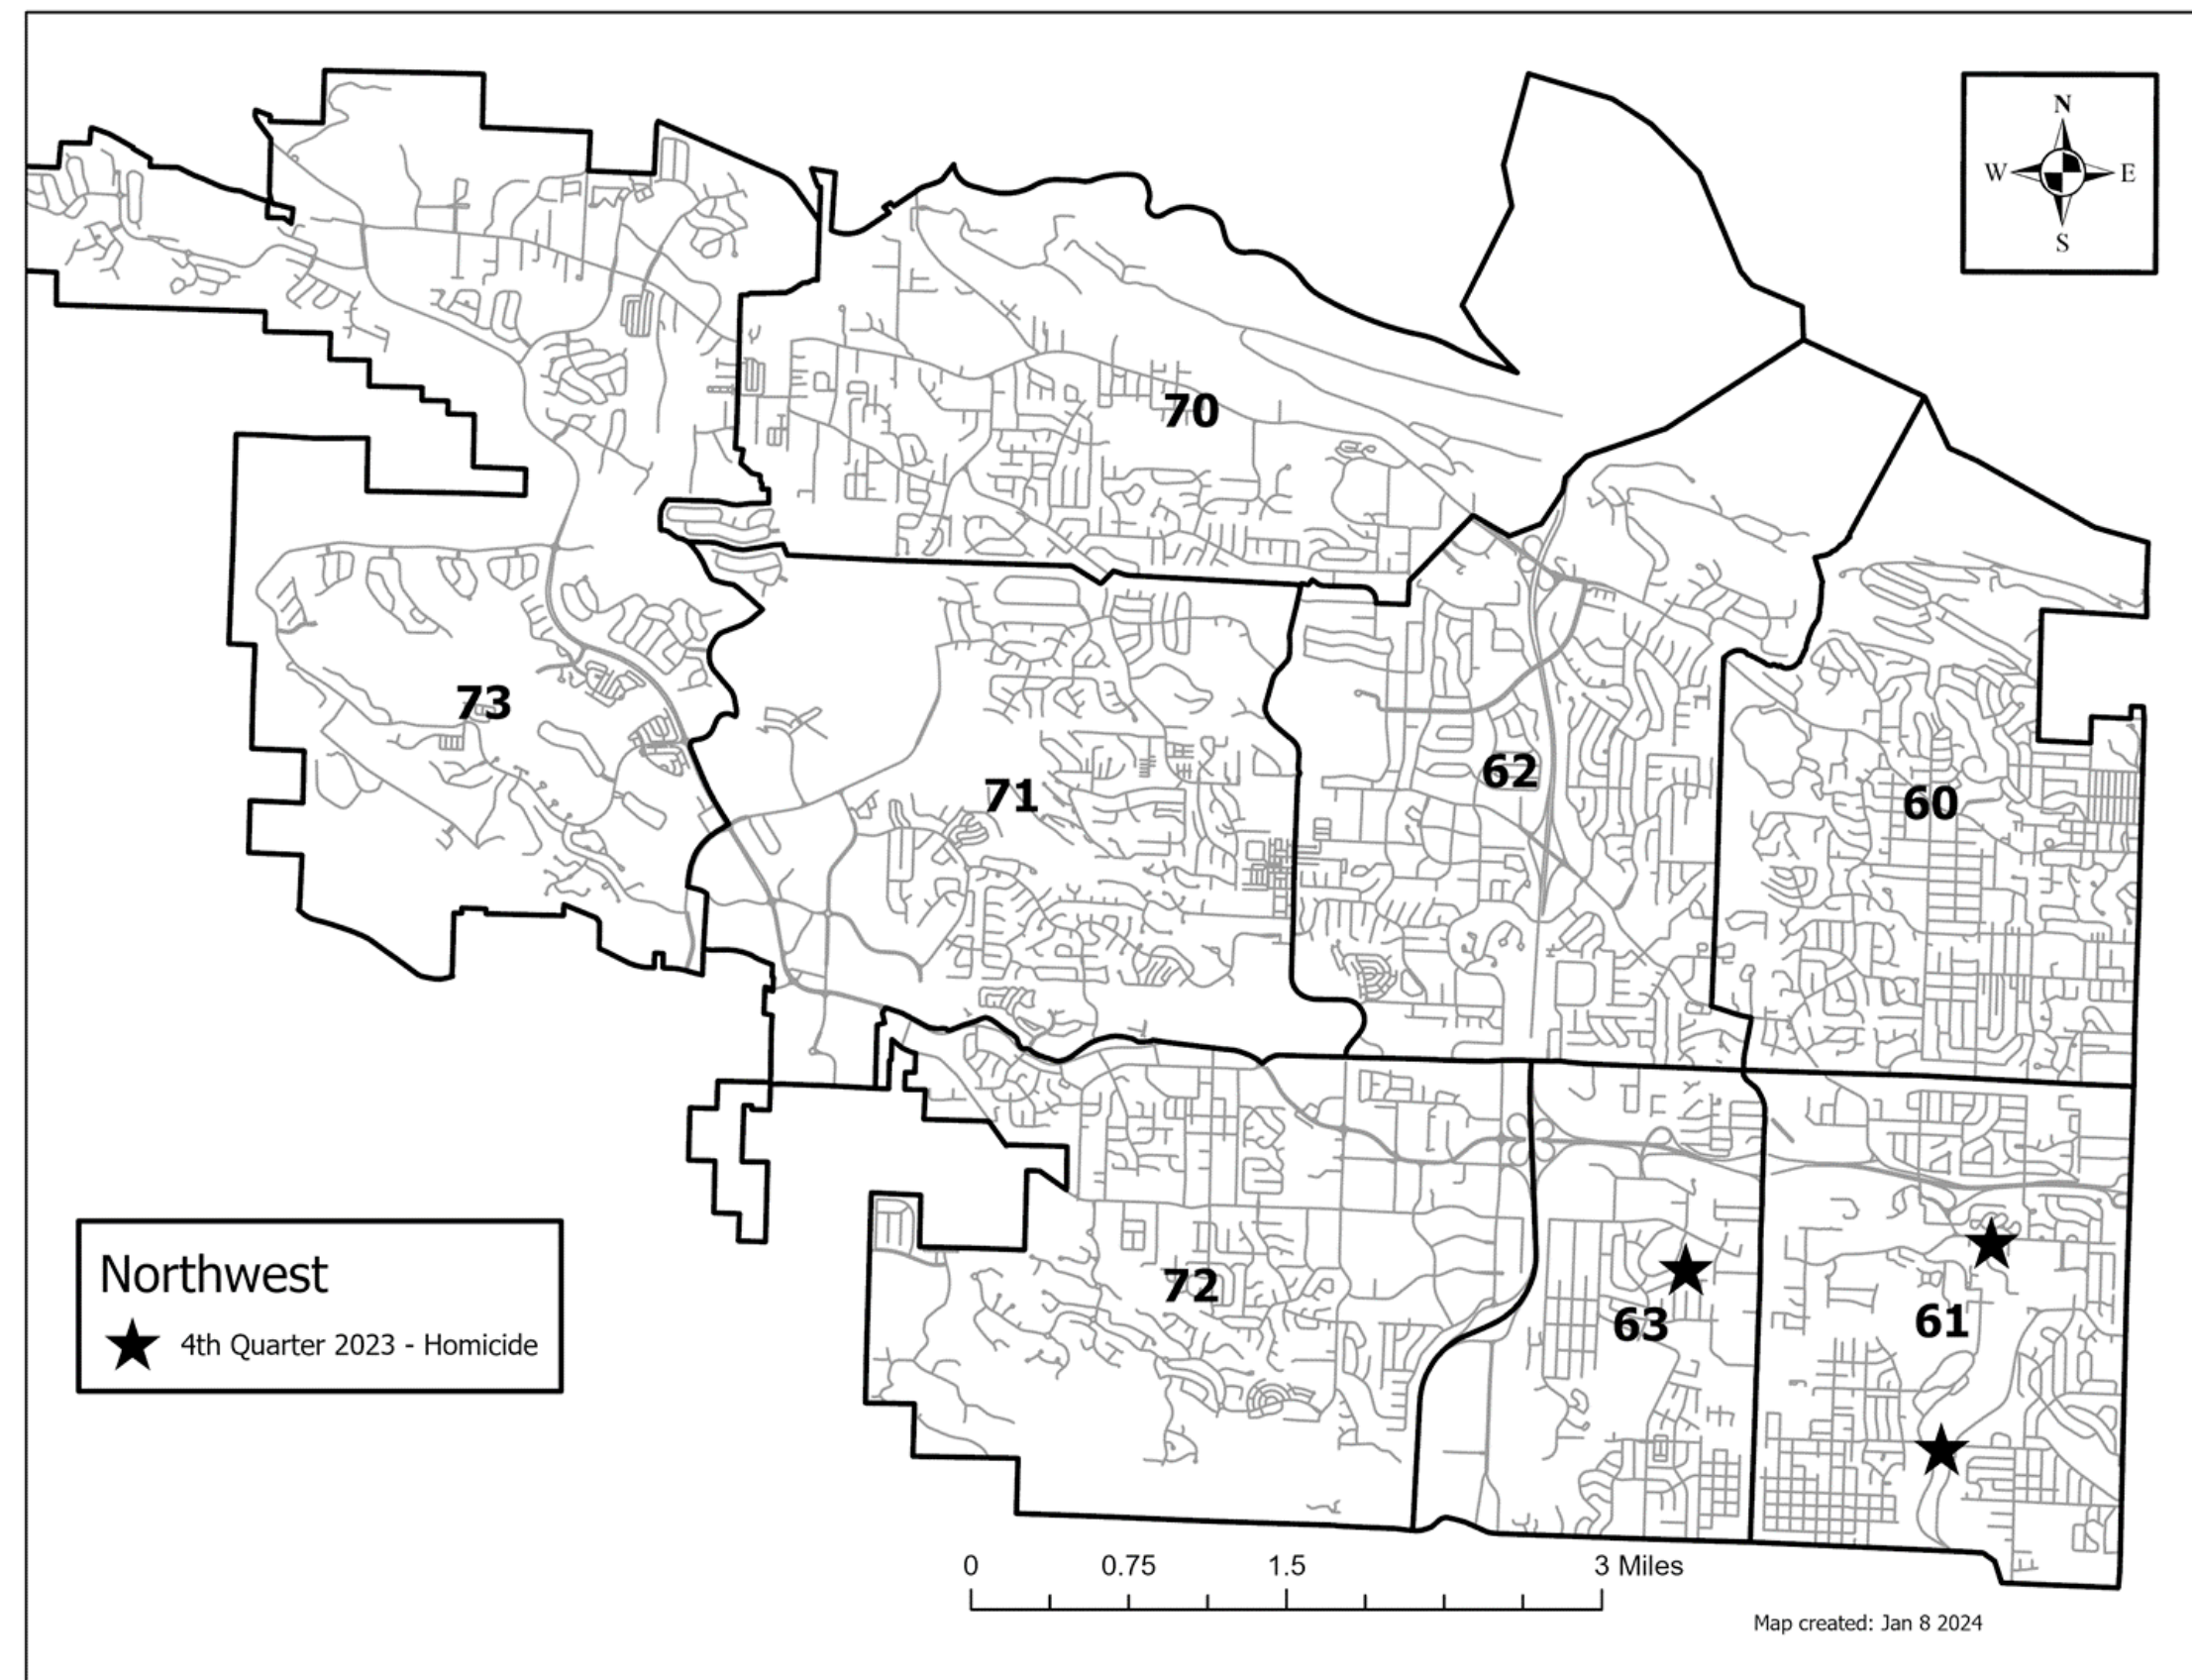 N
W E
S
70
73
71
62
60
72
63
61
Northwest
4th Quarter 2023 - Homicide
0 0.75 1.5 3 Miles
Map created: Jan 8 2024